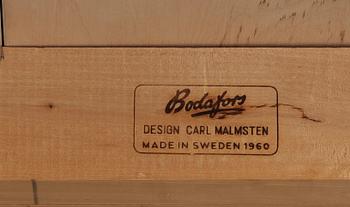 Bodafors
DESIGN CARL MALMSTEN
MADE IN SWEDEN 1960